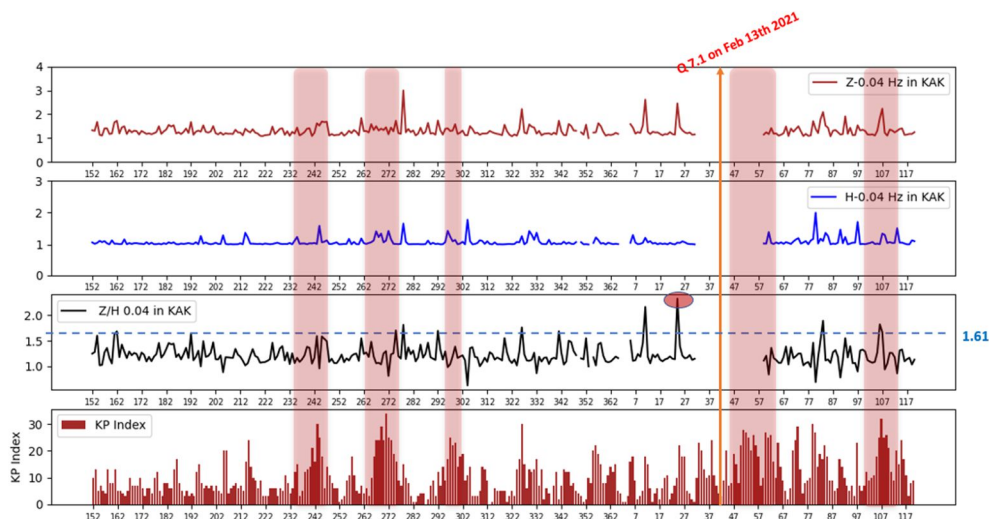 Q 7.1 on Feb 13th 2021
4
3
2
1
0
Z-0.04 Hz in KAK
152 162 172 182 192 202 212 222 232 242 252 262 272 282 292 302 312 322 332 342 352 362 7 17 27 37 47 57 67 77 87 97 107 117
3
2
1
0
H-0.04 Hz in KAK
152 162 172 182 192 202 212 222 232 242 252 262 272 282 292 302 312 322 332 342 352 362 7 17 27 37 47 57 67 77 87 97 107 117
2.0
1.5
1.0
Z/H 0.04 in KAK
1.61
152 162 172 182 192 202 212 222 232 242 252 262 272 282 292 302 312 322 332 342 352 362 7 17 27 37 47 57 67 77 87 97 107 117
KP Index
30
20
10
0
KP Index
152 162 172 182 192 202 212 222 232 242 252 262 272 282 292 302 312 322 332 342 352 362 7 17 27 37 47 57 67 77 87 97 107 117